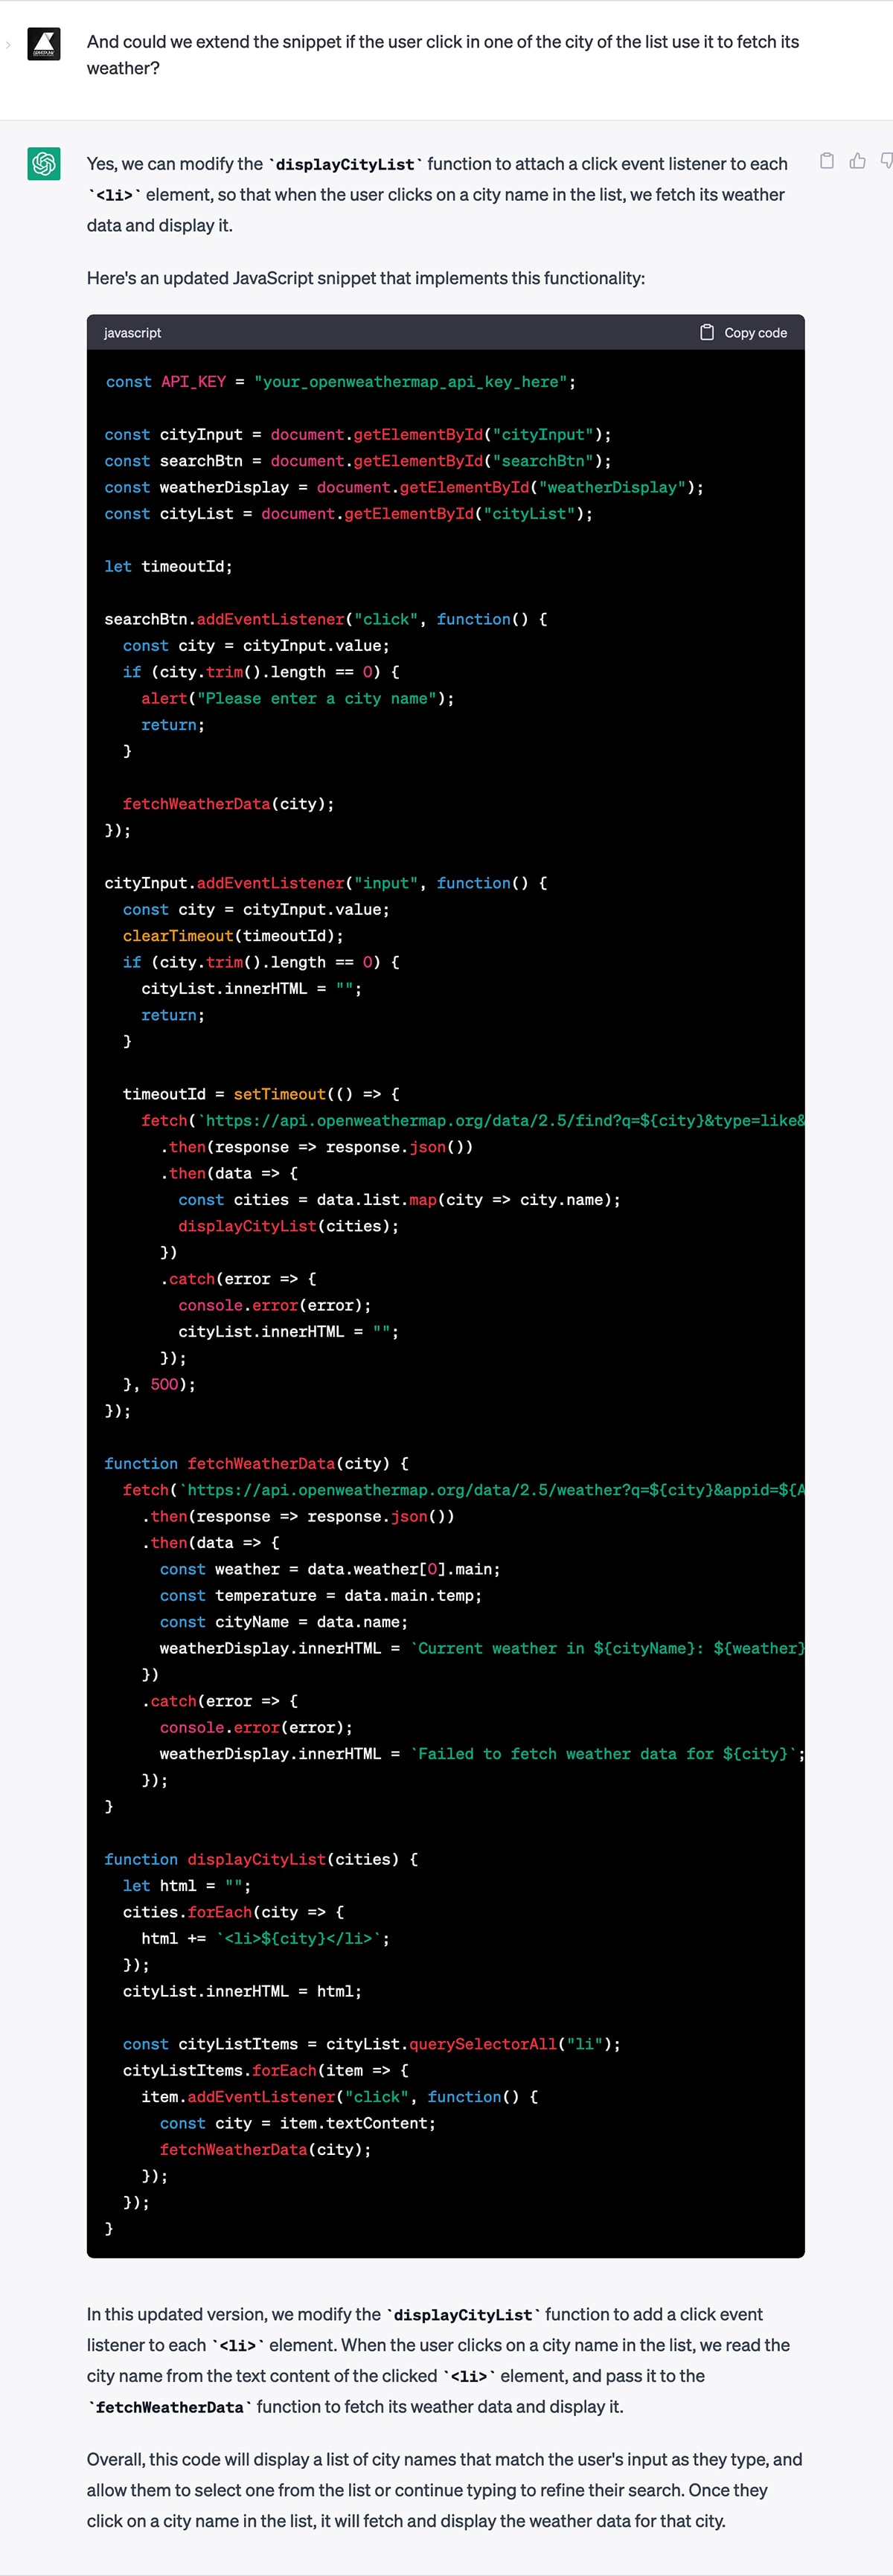 And could we extend the snippet if the user click in one of the city of the list use it to fetch its
weather?
Yes, we can modify the `displayCityList` function to attach a click event listener to each
`<li>` element, so that when the user clicks on a city name in the list, we fetch its weather
data and display it.
Here's an updated JavaScript snippet that implements this functionality:
javascript
Copy code
const API_KEY = "your_openweathermap_api_key_here";
const cityInput = document.getElementById("cityInput");
const searchBtn = document.getElementById("searchBtn");
const weatherDisplay = document.getElementById("weatherDisplay");
const cityList = document.getElementById("cityList");
let timeoutId;
searchBtn.addEventListener("click", function() {
  const city = cityInput.value;
  if (city.trim().length == 0) {
    alert("Please enter a city name");
    return;
  }
  fetchWeatherData(city);
});
cityInput.addEventListener("input", function() {
  const city = cityInput.value;
  clearTimeout(timeoutId);
  if (city.trim().length == 0) {
    cityList.innerHTML = "";
    return;
  }
  timeoutId = setTimeout(() => {
    fetch(`https://api.openweathermap.org/data/2.5/find?q=${city}&type=like&
      .then(response => response.json())
      .then(data => {
        const cities = data.list.map(city => city.name);
        displayCityList(cities);
      })
      .catch(error => {
        console.error(error);
        cityList.innerHTML = "";
      });
  }, 500);
});
function fetchWeatherData(city) {
  fetch(`https://api.openweathermap.org/data/2.5/weather?q=${city}&appid=${A
    .then(response => response.json())
    .then(data => {
      const weather = data.weather[0].main;
      const temperature = data.main.temp;
      const cityName = data.name;
      weatherDisplay.innerHTML = `Current weather in ${cityName}: ${weather}
    })
    .catch(error => {
      console.error(error);
      weatherDisplay.innerHTML = `Failed to fetch weather data for ${city}`;
    });
}
function displayCityList(cities) {
  let html = "";
  cities.forEach(city => {
    html += `<li>${city}</li>`;
  });
  cityList.innerHTML = html;
  const cityListItems = cityList.querySelectorAll("li");
  cityListItems.forEach(item => {
    item.addEventListener("click", function() {
      const city = item.textContent;
      fetchWeatherData(city);
    });
  });
}
In this updated version, we modify the `displayCityList` function to add a click event
listener to each `<li>` element. When the user clicks on a city name in the list, we read the
city name from the text content of the clicked `<li>` element, and pass it to the
`fetchWeatherData` function to fetch its weather data and display it.
Overall, this code will display a list of city names that match the user's input as they type, and
allow them to select one from the list or continue typing to refine their search. Once they
click on a city name in the list, it will fetch and display the weather data for that city.